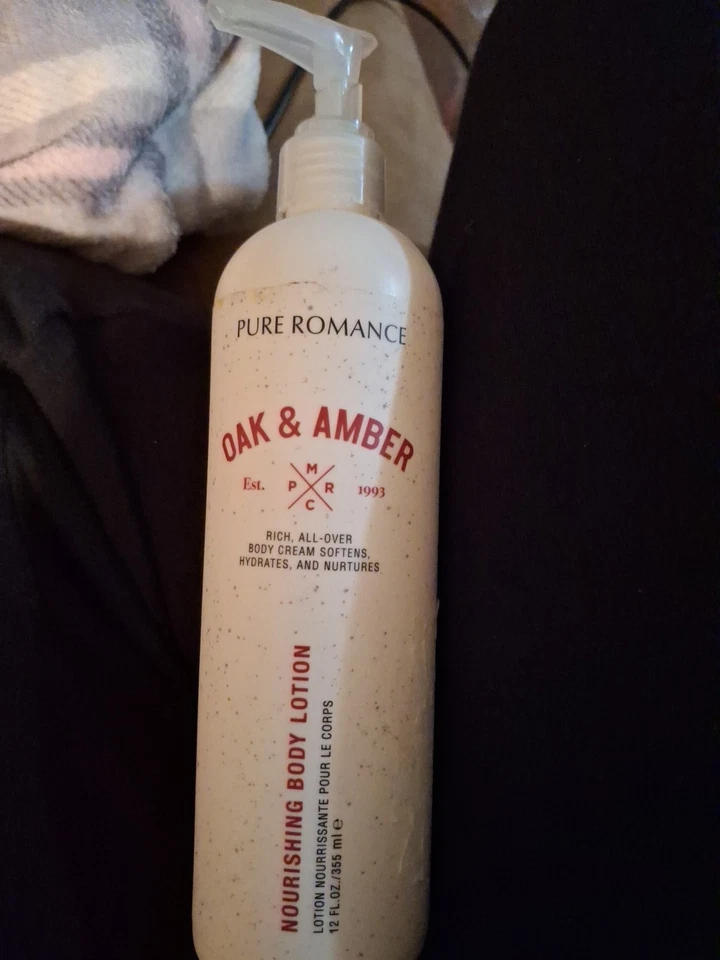 PURE ROMANCE
OAK & AMBER
M
Est. P R 1993
C
RICH, ALL-OVER
BODY CREAM SOFTENS,
HYDRATES, AND NURTURES
NOURISHING BODY LOTION
LOTION NOURRISSANTE POUR LE CORPS
12 FL.OZ./355 ml ℮